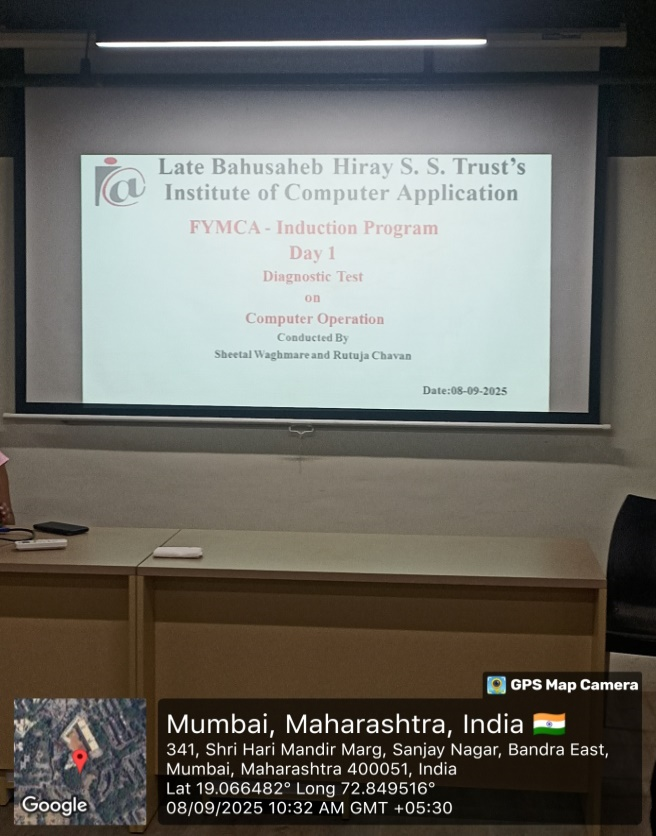 Late Bahusaheb Hiray S. S. Trust's
Institute of Computer Application
FYMCA - Induction Program
Day 1
Diagnostic Test
on
Computer Operation
Conducted By
Sheetal Waghmare and Rutuja Chavan
Date:08-09-2025
GPS Map Camera
Mumbai, Maharashtra, India
341, Shri Hari Mandir Marg, Sanjay Nagar, Bandra East,
Mumbai, Maharashtra 400051, India
Lat 19.066482° Long 72.849516°
08/09/2025 10:32 AM GMT +05:30
Google